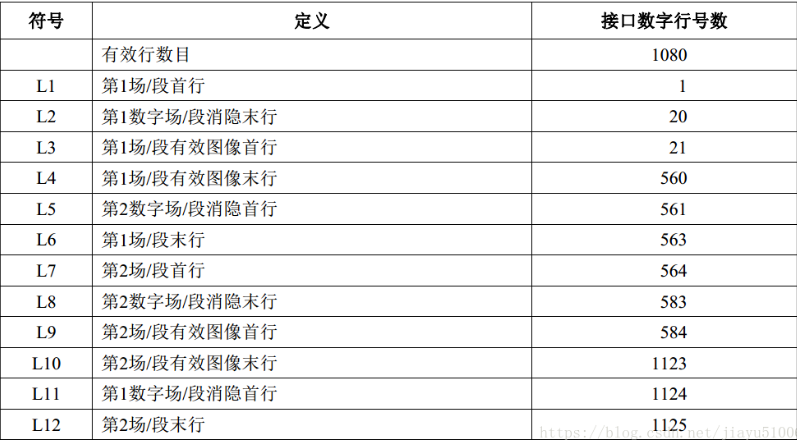 符号 定义 接口数字行号数
有效行数目 1080
L1 第1场/段首行 1
L2 第1数字场/段消隐末行 20
L3 第1场/段有效图像首行 21
L4 第1场/段有效图像末行 560
L5 第2数字场/段消隐首行 561
L6 第1场/段末行 563
L7 第2场/段首行 564
L8 第2数字场/段消隐末行 583
L9 第2场/段有效图像首行 584
L10 第2场/段有效图像末行 1123
L11 第1数字场/段消隐首行 1124
L12 第2场/段末行 1125
https://blog.csdn.net/jiayu5100